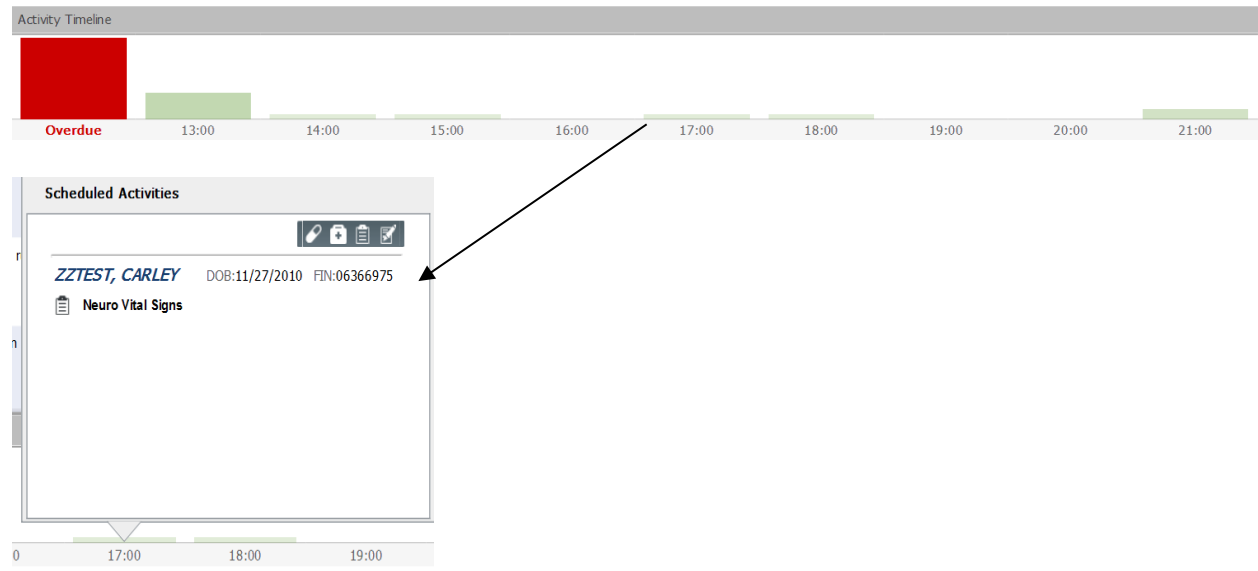 Activity Timeline
Overdue 13:00 14:00 15:00 16:00 17:00 18:00 19:00 20:00 21:00
Scheduled Activities
r
ZZTEST, CARLEY DOB:11/27/2010 FIN:06366975
Neuro Vital Signs
n
0 17:00 18:00 19:00